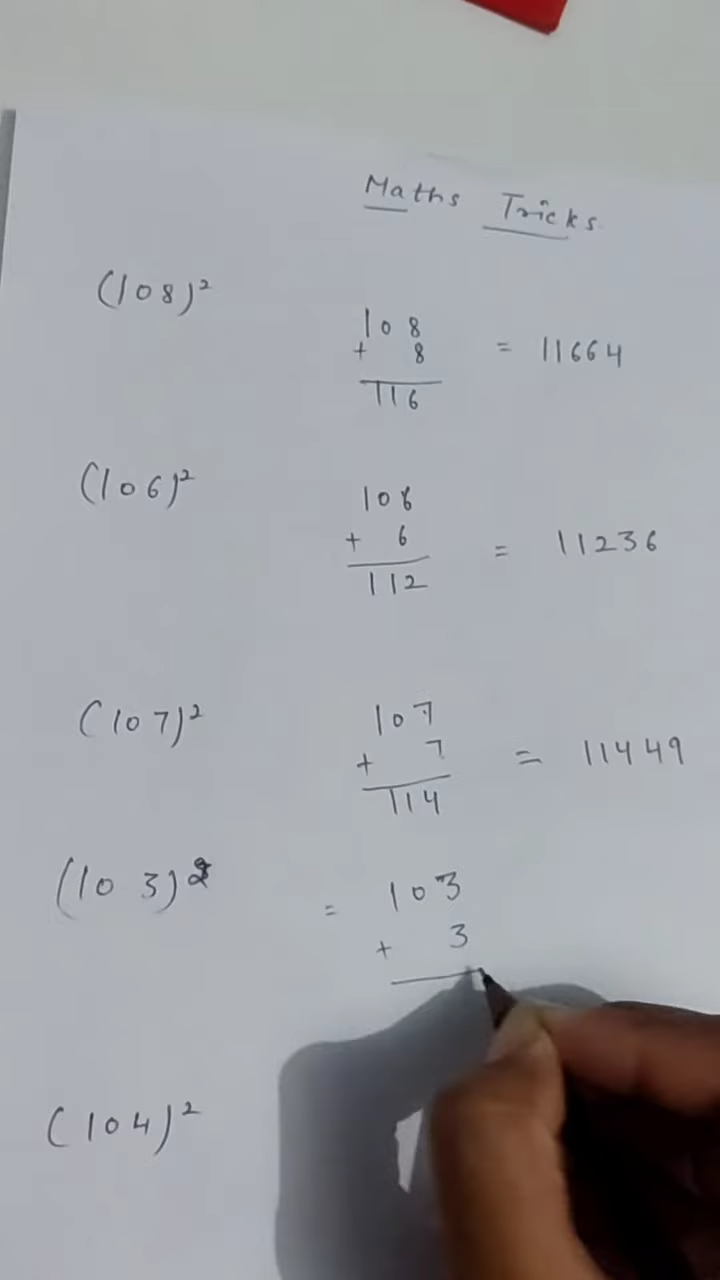 Maths Tricks
(108)²
108
+ 8 = 11664
116
(106)²
106
+ 6 = 11236
112
(107)²
107
+ 7 = 11449
114
(103)² = 103
+ 3
(104)²